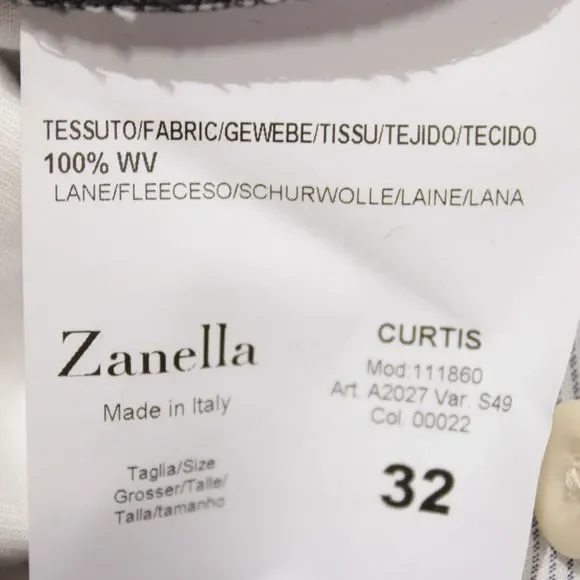 TESSUTO/FABRIC/GEWEBE/TISSU/TEJIDO/TECIDO
100% WV
LANE/FLEECESO/SCHURWOLLE/LAINE/LANA
Zanella
Made in Italy
Taglia/Size
Grosser/Taille/
Talla/tamanho
CURTIS
Mod:111860
Art. A2027 Var. S49
Col. 00022
32